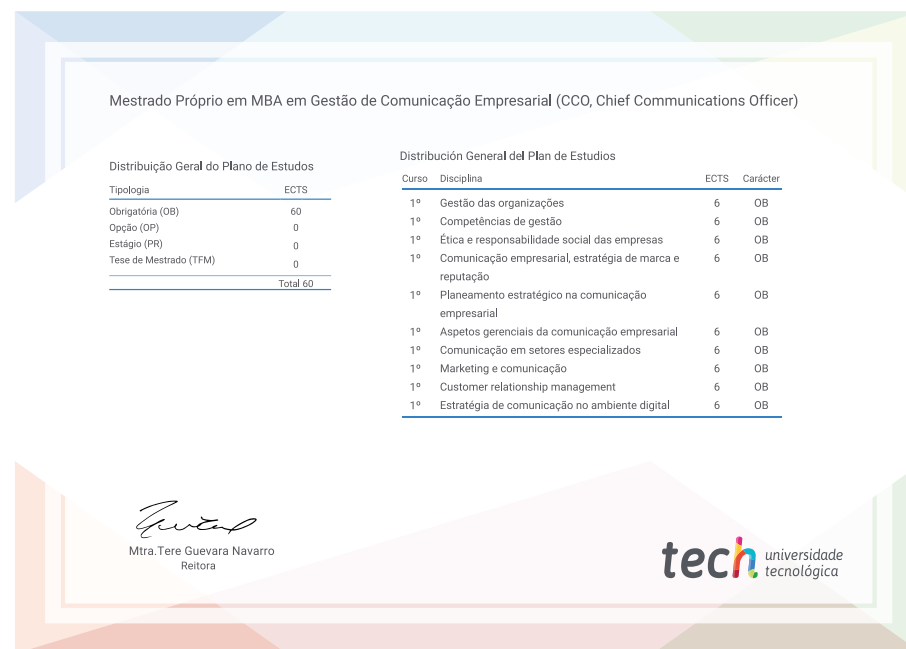 Mestrado Próprio em MBA em Gestão de Comunicação Empresarial (CCO, Chief Communications Officer)
Distribuição Geral do Plano de Estudos
Tipologia ECTS
Obrigatória (OB) 60
Opção (OP) 0
Estágio (PR) 0
Tese de Mestrado (TFM) 0
Total 60
Distribución General del Plan de Estudios
Curso Disciplina ECTS Carácter
1º Gestão das organizações 6 OB
1º Competências de gestão 6 OB
1º Ética e responsabilidade social das empresas 6 OB
1º Comunicação empresarial, estratégia de marca e 6 OB
reputação
1º Planeamento estratégico na comunicação 6 OB
empresarial
1º Aspetos gerenciais da comunicação empresarial 6 OB
1º Comunicação em setores especializados 6 OB
1º Marketing e comunicação 6 OB
1º Customer relationship management 6 OB
1º Estratégia de comunicação no ambiente digital 6 OB
Mtra.Tere Guevara Navarro
Reitora
tech universidade
tecnológica